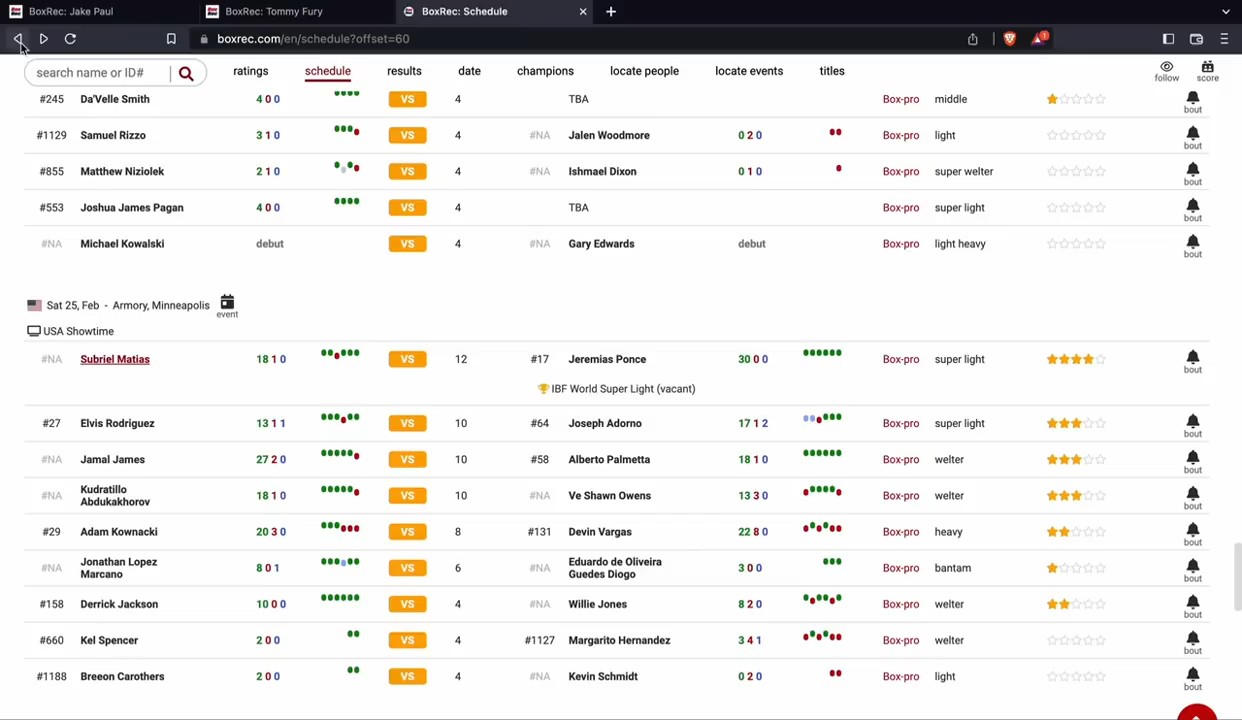 BoxRec: Jake Paul BoxRec: Tommy Fury BoxRec: Schedule
boxrec.com/en/schedule?offset=60 1
search name or ID# ratings schedule results date champions locate people locate events titles follow score
#245 Da'Velle Smith 4 0 0 VS 4 TBA Box-pro middle bout
#1129 Samuel Rizzo 3 1 0 VS 4 #NA Jalen Woodmore 0 2 0 Box-pro light bout
#855 Matthew Niziolek 2 1 0 VS 4 #NA Ishmael Dixon 0 1 0 Box-pro super welter bout
#553 Joshua James Pagan 4 0 0 VS 4 TBA Box-pro super light bout
#NA Michael Kowalski debut VS 4 #NA Gary Edwards debut Box-pro light heavy bout
Sat 25, Feb - Armory, Minneapolis event
USA Showtime
#NA Subriel Matias 18 1 0 VS 12 #17 Jeremias Ponce 30 0 0 Box-pro super light bout
IBF World Super Light (vacant)
#27 Elvis Rodriguez 13 1 1 VS 10 #64 Joseph Adorno 17 1 2 Box-pro super light bout
#NA Jamal James 27 2 0 VS 10 #58 Alberto Palmetta 18 1 0 Box-pro welter bout
#NA Kudratillo Abdukakhorov 18 1 0 VS 10 #NA Ve Shawn Owens 13 3 0 Box-pro welter bout
#29 Adam Kownacki 20 3 0 VS 8 #131 Devin Vargas 22 8 0 Box-pro heavy bout
#NA Jonathan Lopez Marcano 8 0 1 VS 6 #NA Eduardo de Oliveira Guedes Diogo 3 0 0 Box-pro bantam bout
#158 Derrick Jackson 10 0 0 VS 4 #NA Willie Jones 8 2 0 Box-pro welter bout
#660 Kel Spencer 2 0 0 VS 4 #1127 Margarito Hernandez 3 4 1 Box-pro welter bout
#1188 Breeon Carothers 2 0 0 VS 4 #NA Kevin Schmidt 0 2 0 Box-pro light bout